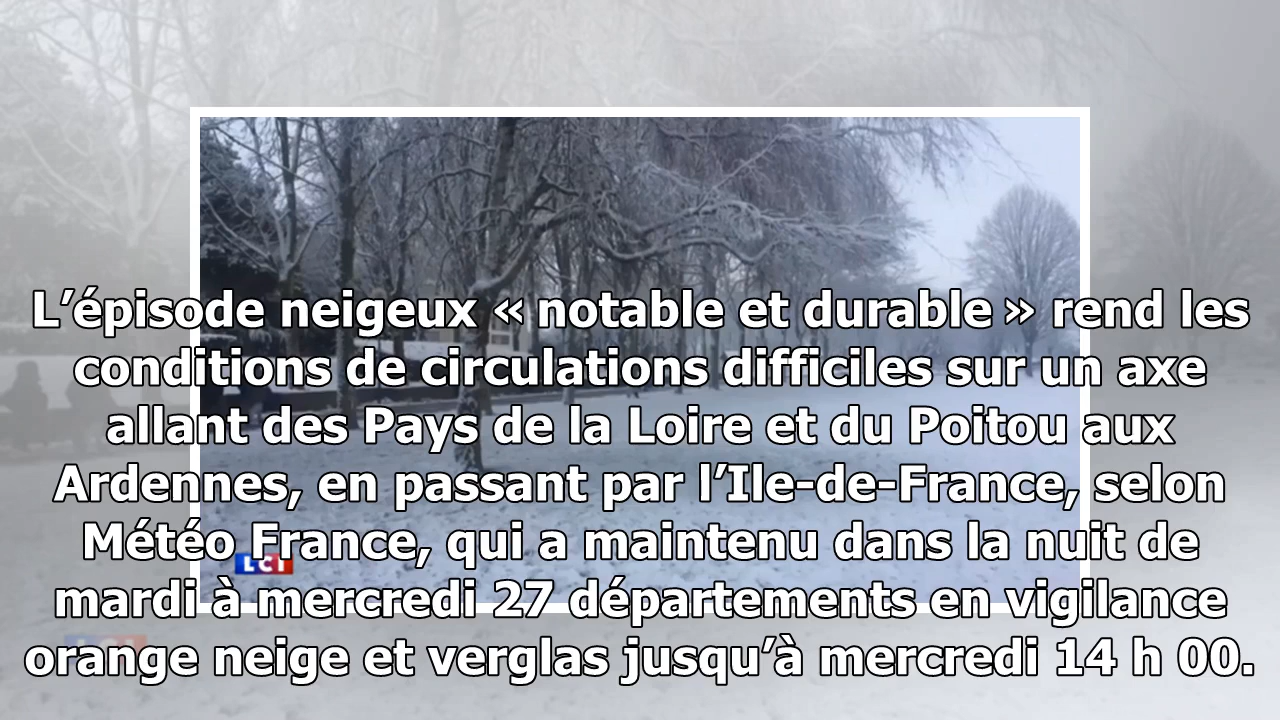 L’épisode neigeux « notable et durable » rend les
conditions de circulations difficiles sur un axe
allant des Pays de la Loire et du Poitou aux
Ardennes, en passant par l’Ile-de-France, selon
Météo France, qui a maintenu dans la nuit de
LCI
mardi à mercredi 27 départements en vigilance
orange neige et verglas jusqu’à mercredi 14 h 00.